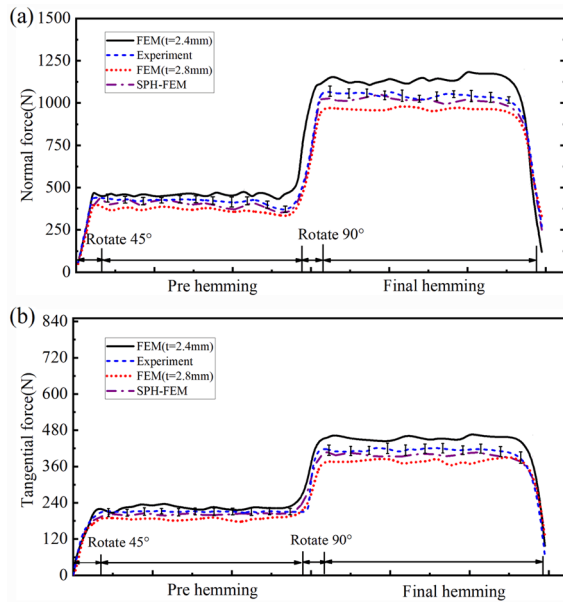 (a)
1500
1250
1000
750
500
250
0
Normal force(N)
FEM(t=2.4mm)
Experiment
FEM(t=2.8mm)
SPH-FEM
Rotate 45°
Rotate 90°
Pre hemming
Final hemming
(b)
840
720
600
480
360
240
120
0
Tangential force(N)
FEM(t=2.4mm)
Experiment
FEM(t=2.8mm)
SPH-FEM
Rotate 45°
Rotate 90°
Pre hemming
Final hemming